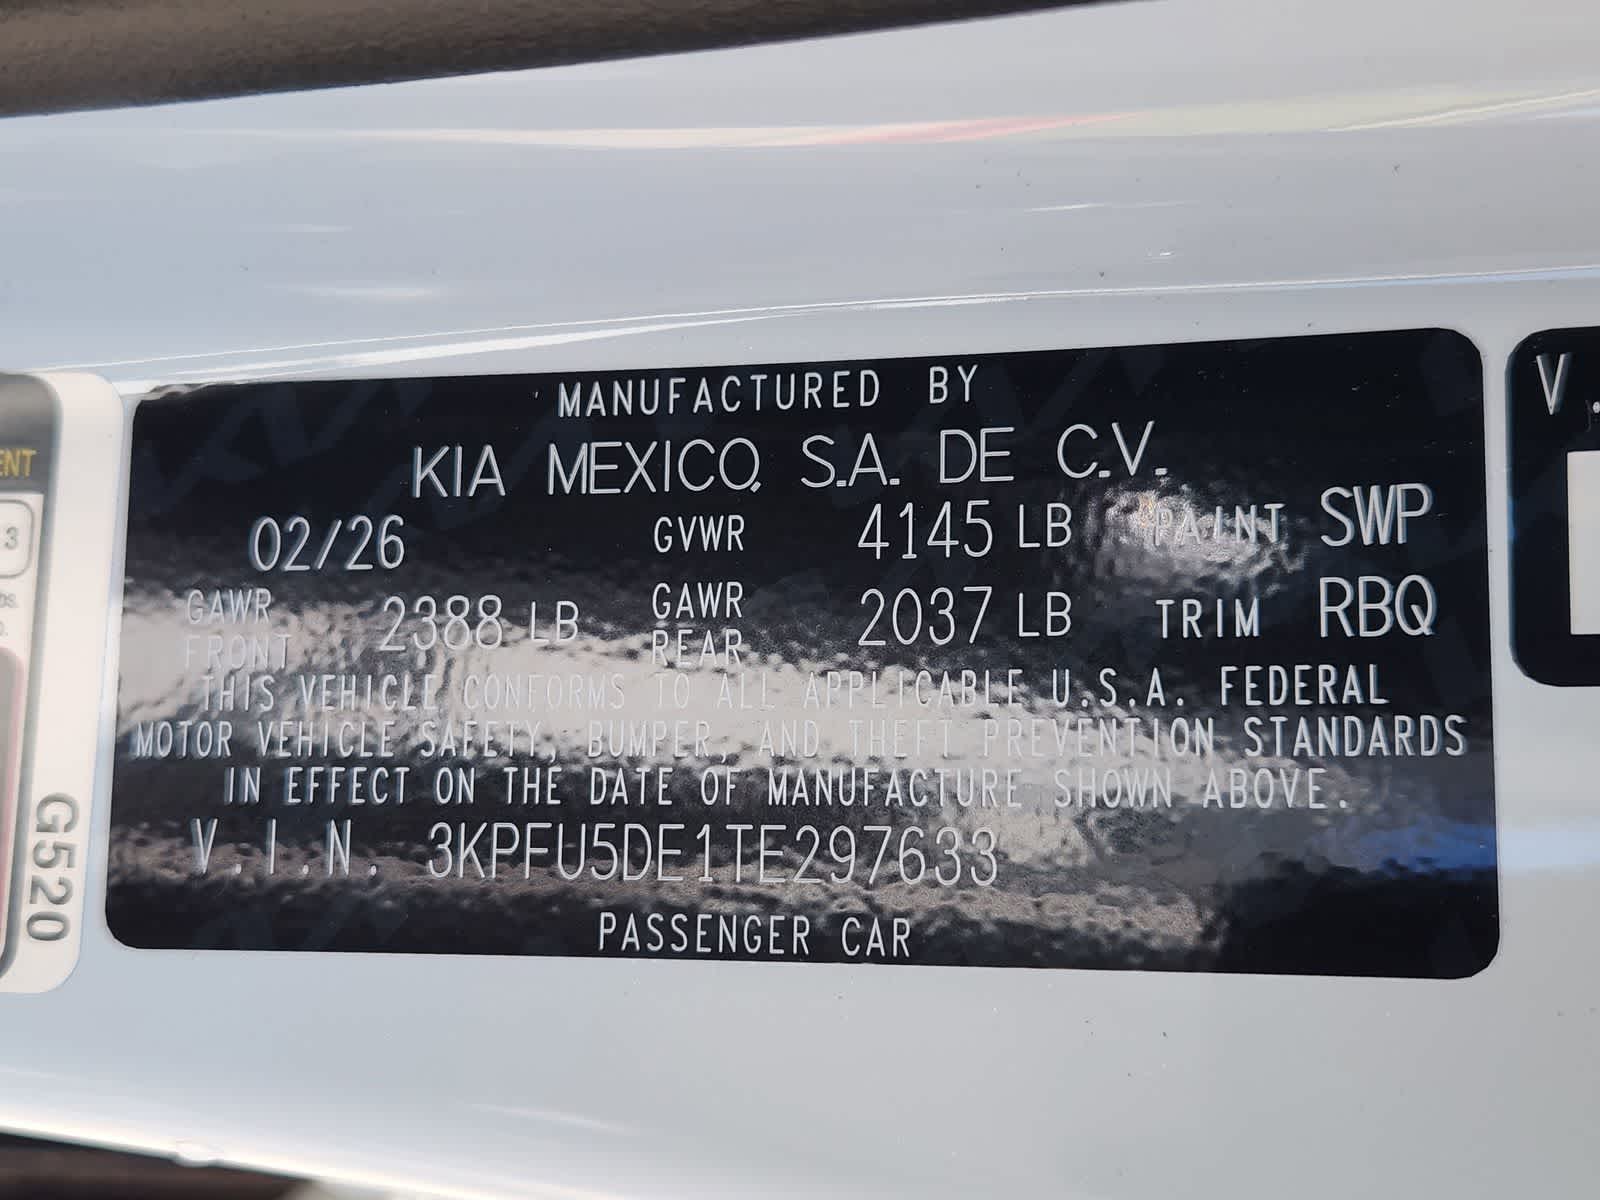 MANUFACTURED BY
KIA MEXICO, S.A. DE C.V.
02/26 GVWR 4145 LB PAINT SWP
GAWR FRONT 2388 LB GAWR REAR 2037 LB TRIM RBQ
THIS VEHICLE CONFORMS TO ALL APPLICABLE U.S.A. FEDERAL
MOTOR VEHICLE SAFETY, BUMPER, AND THEFT PREVENTION STANDARDS
IN EFFECT ON THE DATE OF MANUFACTURE SHOWN ABOVE.
V.I.N. 3KPFU5DE1TE297633
PASSENGER CAR
ENT
3
G520
V.